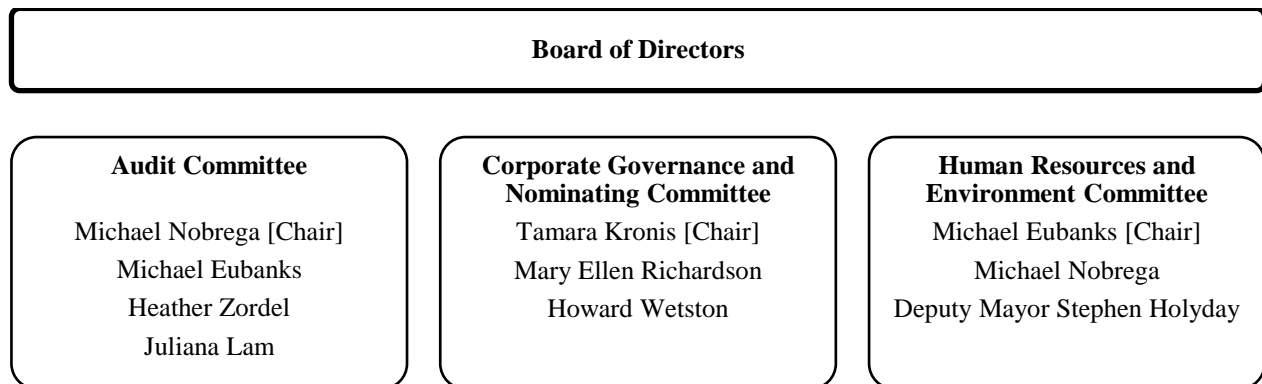 Board of Directors
Audit Committee
Michael Nobrega [Chair]
Michael Eubanks
Heather Zordel
Juliana Lam
Corporate Governance and
Nominating Committee
Tamara Kronis [Chair]
Mary Ellen Richardson
Howard Wetston
Human Resources and
Environment Committee
Michael Eubanks [Chair]
Michael Nobrega
Deputy Mayor Stephen Holyday